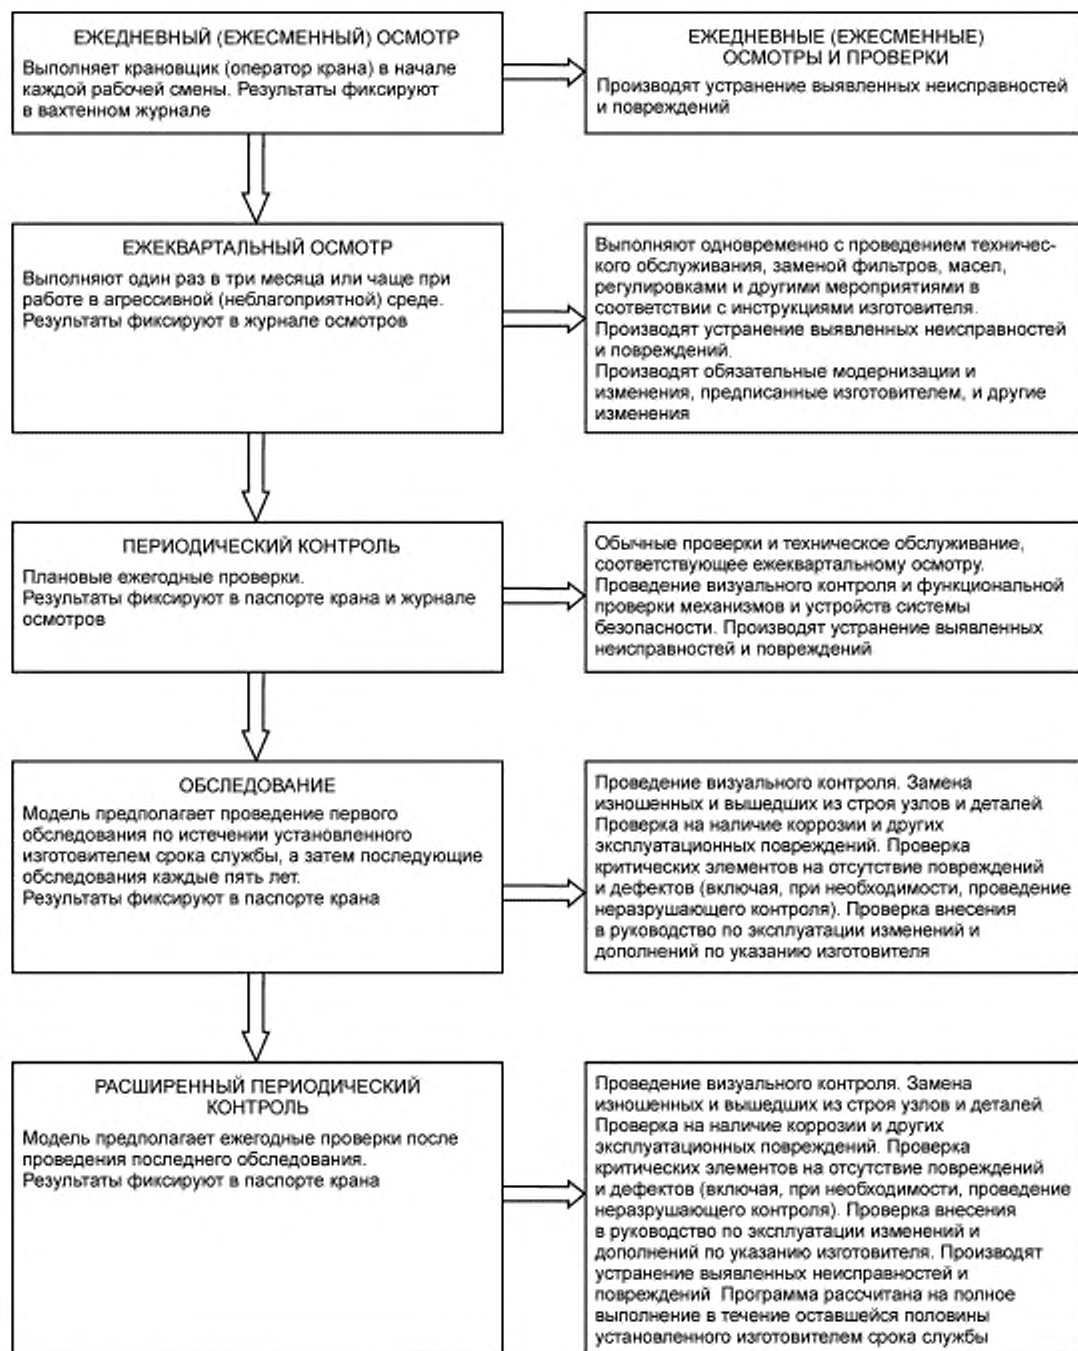 ЕЖЕДНЕВНЫЙ (ЕЖЕСМЕННЫЙ) ОСМОТР
Выполняет крановщик (оператор крана) в начале
каждой рабочей смены. Результаты фиксируют
в вахтенном журнале
ЕЖЕДНЕВНЫЕ (ЕЖЕСМЕННЫЕ)
ОСМОТРЫ И ПРОВЕРКИ
Производят устранение выявленных неисправностей
и повреждений
ЕЖЕКВАРТАЛЬНЫЙ ОСМОТР
Выполняют один раз в три месяца или чаще при
работе в агрессивной (неблагоприятной) среде.
Результаты фиксируют в журнале осмотров
Выполняют одновременно с проведением техничес-
кого обслуживания, заменой фильтров, масел,
регулировками и другими мероприятиями в
соответствии с инструкциями изготовителя.
Производят устранение выявленных неисправностей
и повреждений.
Производят обязательные модернизации и
изменения, предписанные изготовителем, и другие
изменения
ПЕРИОДИЧЕСКИЙ КОНТРОЛЬ
Плановые ежегодные проверки.
Результаты фиксируют в паспорте крана и журнале
осмотров
Обычные проверки и техническое обслуживание,
соответствующее ежеквартальному осмотру.
Проведение визуального контроля и функциональной
проверки механизмов и устройств системы
безопасности. Производят устранение выявленных
неисправностей и повреждений
ОБСЛЕДОВАНИЕ
Модель предполагает проведение первого
обследования по истечении установленного
изготовителем срока службы, а затем последующие
обследования каждые пять лет.
Результаты фиксируют в паспорте крана
Проведение визуального контроля. Замена
изношенных и вышедших из строя узлов и деталей
Проверка на наличие коррозии и других
эксплуатационных повреждений. Проверка
критических элементов на отсутствие повреждений
и дефектов (включая, при необходимости, проведение
неразрушающего контроля). Проверка внесения
в руководство по эксплуатации изменений и
дополнений по указанию изготовителя
РАСШИРЕННЫЙ ПЕРИОДИЧЕСКИЙ
КОНТРОЛЬ
Модель предполагает ежегодные проверки после
проведения последнего обследования.
Результаты фиксируют в паспорте крана
Проведение визуального контроля. Замена
изношенных и вышедших из строя узлов и деталей
Проверка на наличие коррозии и других
эксплуатационных повреждений. Проверка
критических элементов на отсутствие повреждений
и дефектов (включая, при необходимости, проведение
неразрушающего контроля). Проверка внесения
в руководство по эксплуатации изменений и
дополнений по указанию изготовителя. Производят
устранение выявленных неисправностей и
повреждений Программа рассчитана на полное
выполнение в течение оставшейся половины
установленного изготовителем срока службы